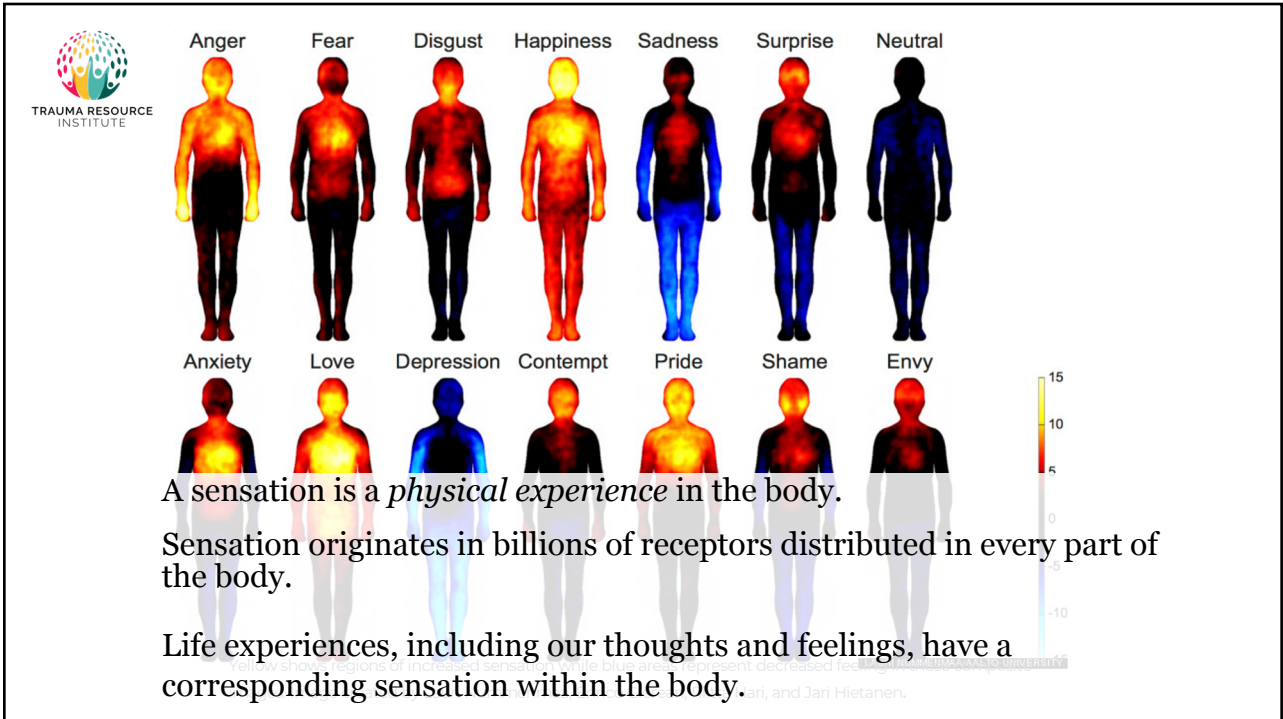 TRAUMA RESOURCE
INSTITUTE
Anger Fear Disgust Happiness Sadness Surprise Neutral
Anxiety Love Depression Contempt Pride Shame Envy
15
10
5
0
-5
-10
A sensation is a physical experience in the body.
Sensation originates in billions of receptors distributed in every part of
the body.
Life experiences, including our thoughts and feelings, have a
Yellow shows regions of increased sensation while blue areas represent decreased
UNIVERSITY
corresponding sensation within the body.
and Jari Hietanen.